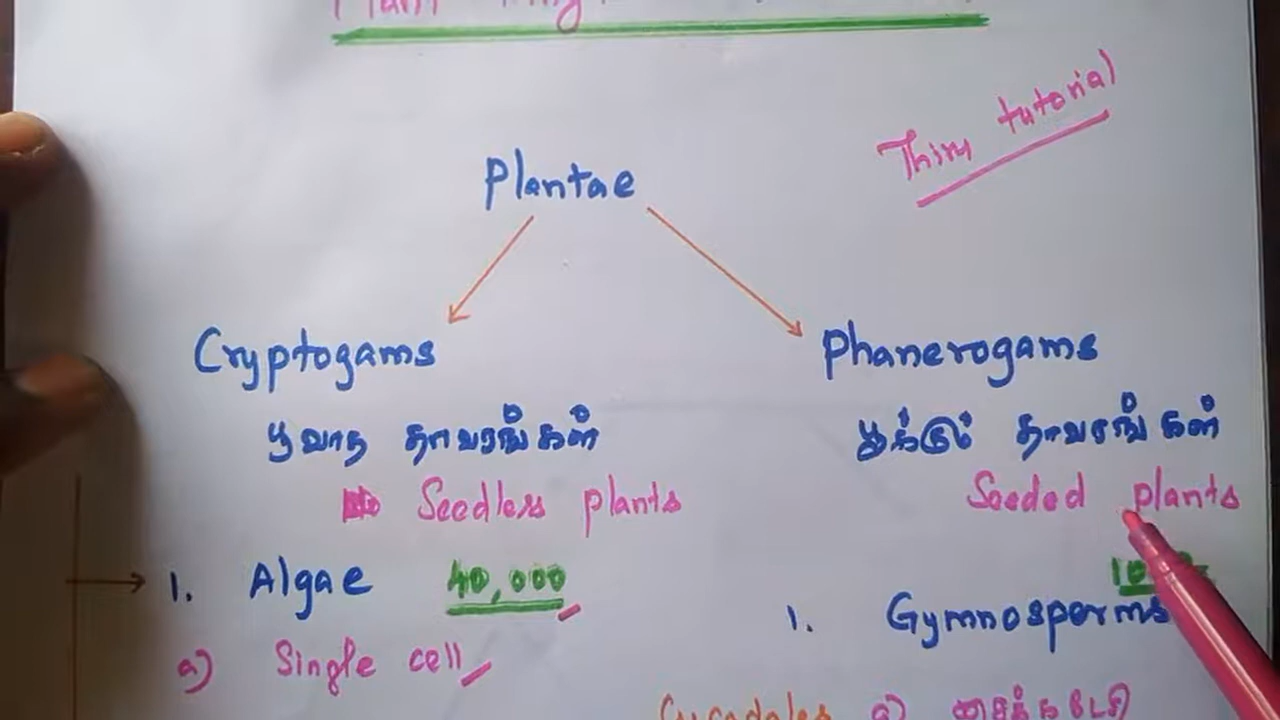 Thiru tutorial
Plantae
Cryptogams
பூவாத தாவரங்கள்
Seedless plants
1. Algae 40,000
a) Single cell
Phanerogams
பூக்கும் தாவரங்கள்
Seeded plants
1. Gymnosperms
Cycadales a)